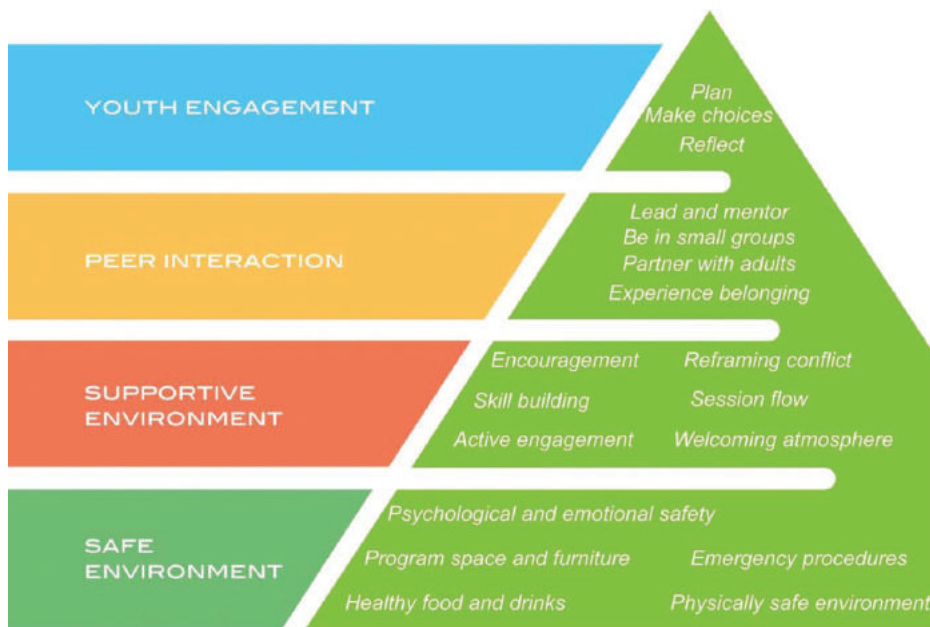 YOUTH ENGAGEMENT
Plan
Make choices
Reflect
PEER INTERACTION
Lead and mentor
Be in small groups
Partner with adults
Experience belonging
SUPPORTIVE
ENVIRONMENT
Encouragement Reframing conflict
Skill building Session flow
Active engagement Welcoming atmosphere
SAFE
ENVIRONMENT
Psychological and emotional safety
Program space and furniture Emergency procedures
Healthy food and drinks Physically safe environment